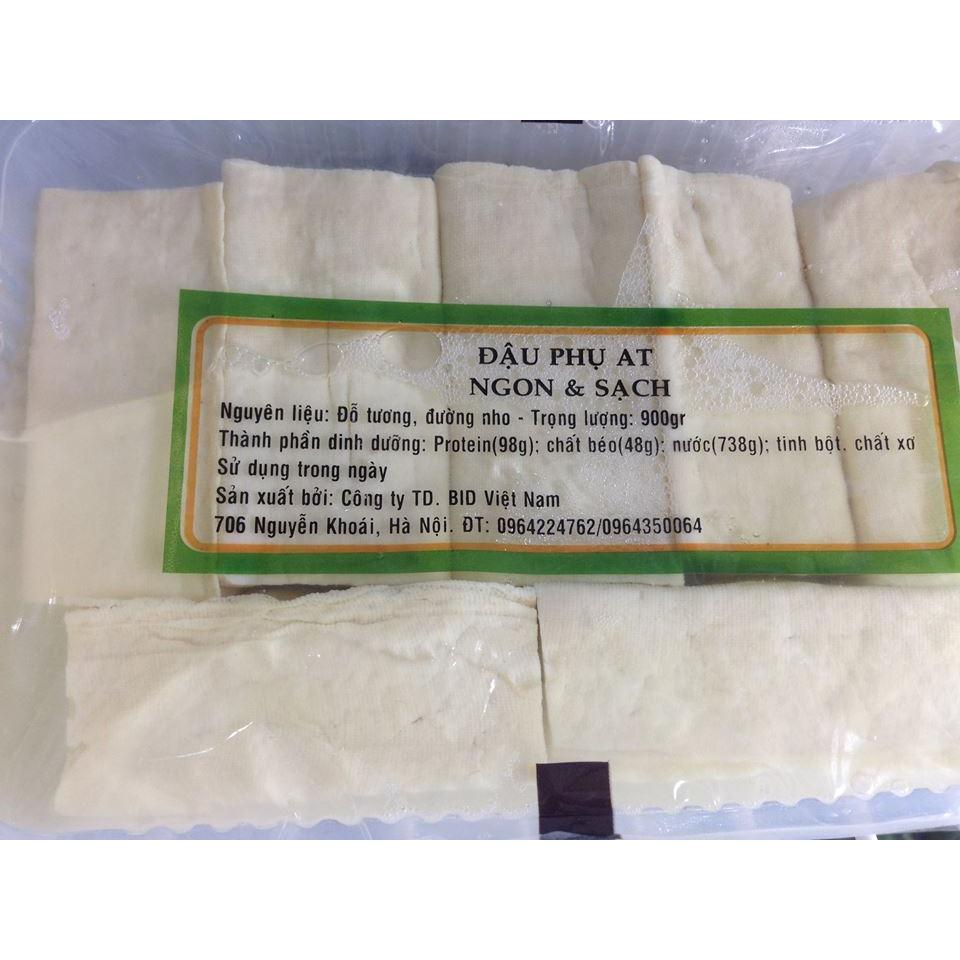 ĐẬU PHỤ AT
NGON & SẠCH
Nguyên liệu: Đỗ tương, đường nho - Trọng lượng: 900gr
Thành phần dinh dưỡng: Protein(98g); chất béo(48g); nước(738g); tinh bột. chất xơ
Sử dụng trong ngày
Sản xuất bởi: Công ty TD. BID Việt Nam
706 Nguyễn Khoái, Hà Nội. ĐT: 0964224762/0964350064